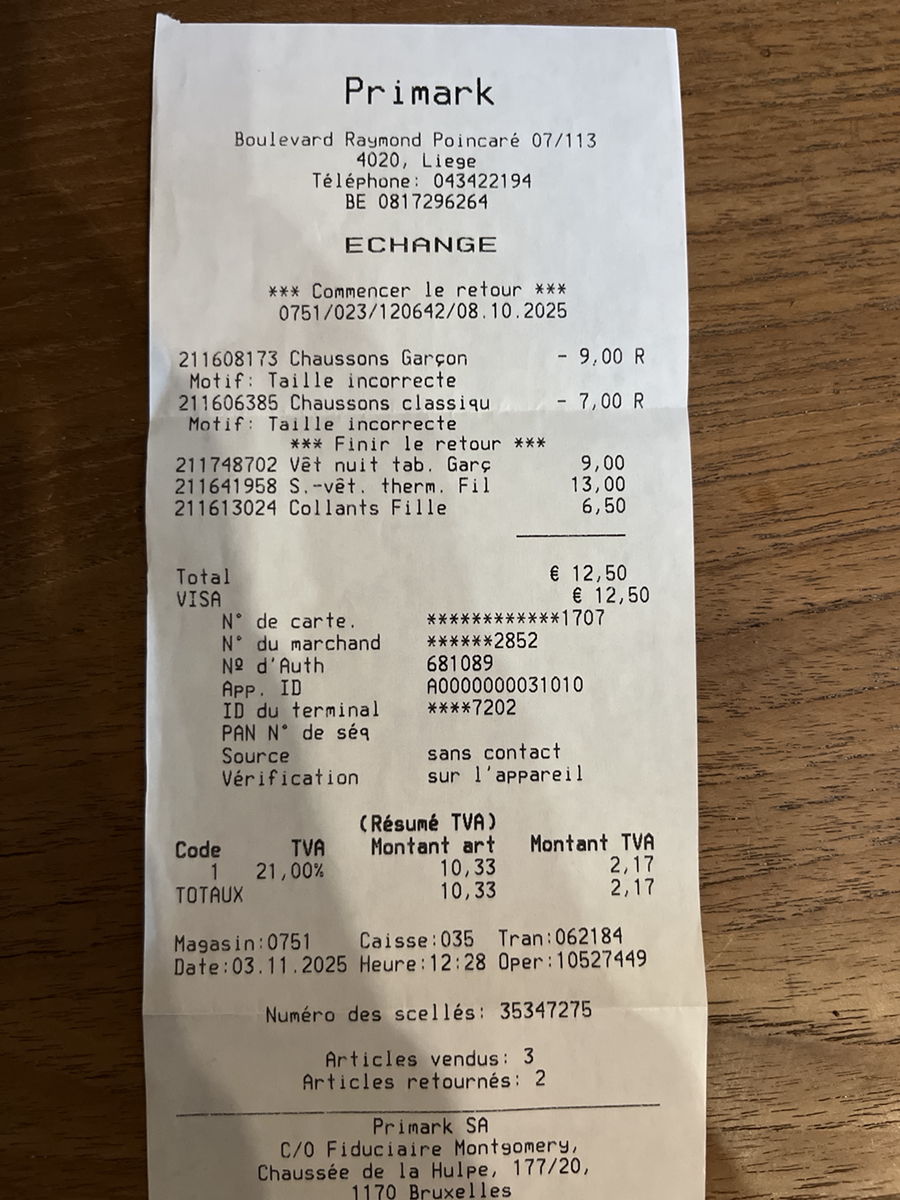 Primark
Boulevard Raymond Poincaré 07/113
4020, Liege
Téléphone: 043422194
BE 0817296264
ECHANGE
*** Commencer le retour ***
0751/023/120642/08.10.2025
211608173 Chaussons Garçon - 9,00 R
Motif: Taille incorrecte
211606385 Chaussons classiqu - 7,00 R
Motif: Taille incorrecte
*** Finir le retour ***
211748702 Vêt nuit tab. Garç 9,00
211641958 S.-vêt. therm. Fil 13,00
211613024 Collants Fille 6,50
Total € 12,50
VISA € 12,50
N° de carte. ************1707
N° du marchand ******2852
Nº d'Auth 681089
App. ID A0000000031010
ID du terminal ****7202
PAN N° de séq
Source sans contact
Vérification sur l'appareil
(Résumé TVA)
Code TVA Montant art Montant TVA
1 21,00% 10,33 2,17
TOTAUX 10,33 2,17
Magasin:0751 Caisse:035 Tran:062184
Date:03.11.2025 Heure:12:28 Oper:10527449
Numéro des scellés: 35347275
Articles vendus: 3
Articles retournés: 2
Primark SA
C/O Fiduciaire Montgomery,
Chaussée de la Hulpe, 177/20,
1170 Bruxelles